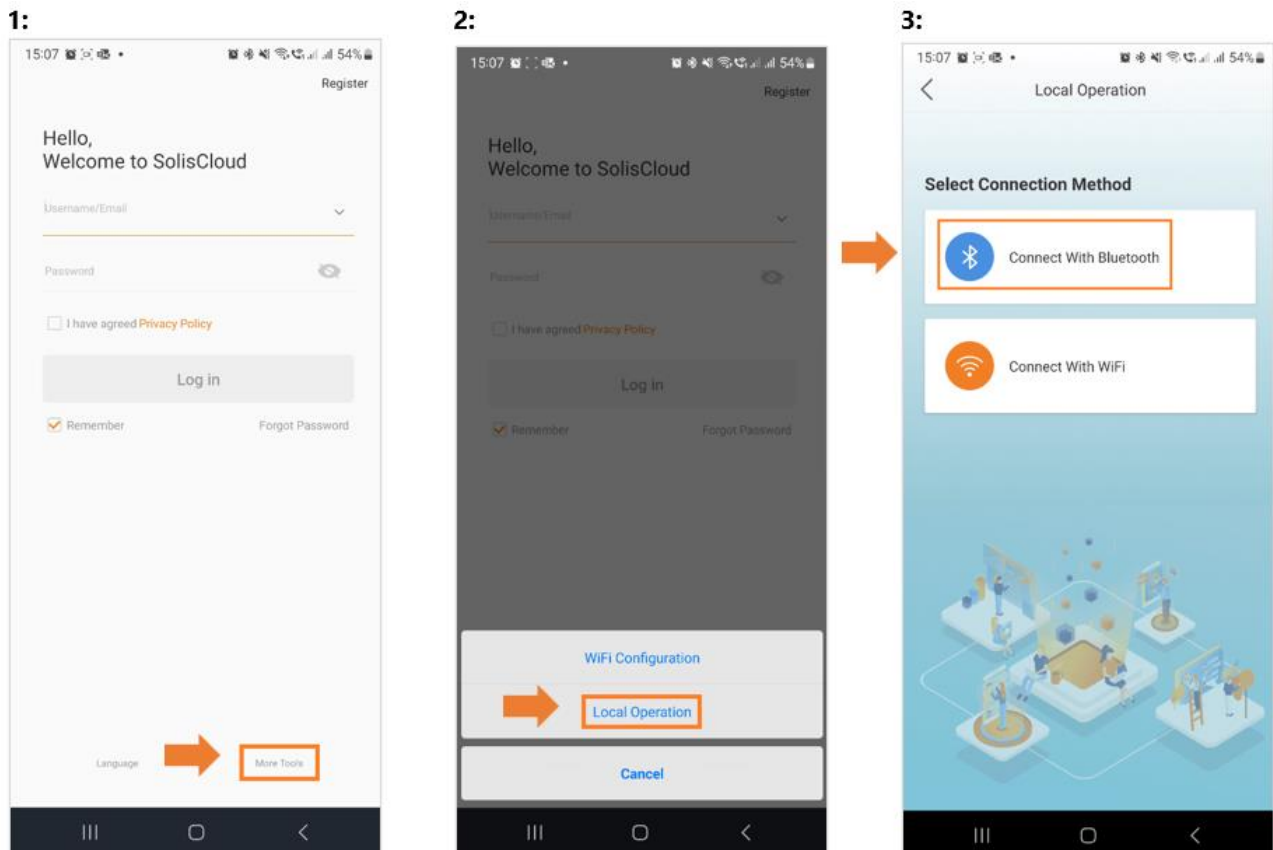 1:
15:07
54%
Register
Hello,
Welcome to SolisCloud
Username/Email
Password
I have agreed Privacy Policy
Log in
Remember
Forgot Password
Language
More Tools
2:
15:07
54%
Register
Hello,
Welcome to SolisCloud
Username/Email
Password
I have agreed Privacy Policy
Log in
Remember
Forgot Password
WiFi Configuration
Local Operation
Cancel
3:
15:07
54%
Local Operation
Select Connection Method
Connect With Bluetooth
Connect With WiFi